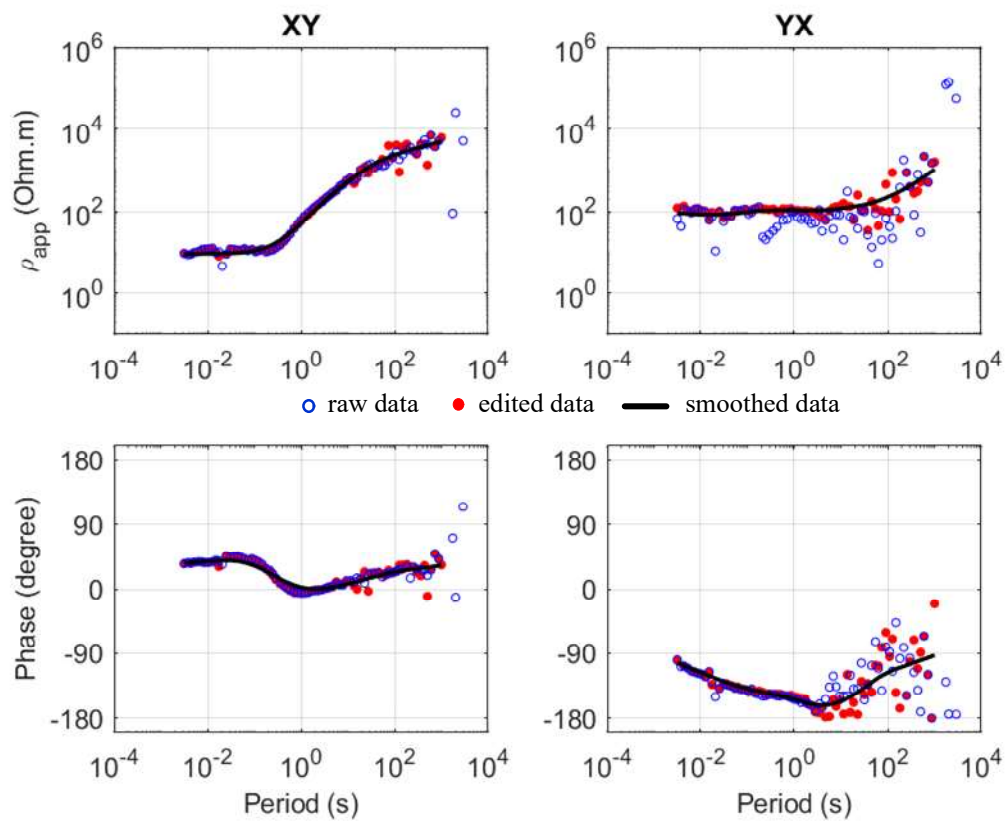 XY YX
10^6 10^6
10^4 10^4
10^2 10^2
10^0 10^0
ρ_app (Ohm.m)
10^-4 10^-2 10^0 10^2 10^4 10^-4 10^-2 10^0 10^2 10^4
raw data edited data smoothed data
180 180
90 90
0 0
-90 -90
-180 -180
Phase (degree)
10^-4 10^-2 10^0 10^2 10^4 10^-4 10^-2 10^0 10^2 10^4
Period (s) Period (s)